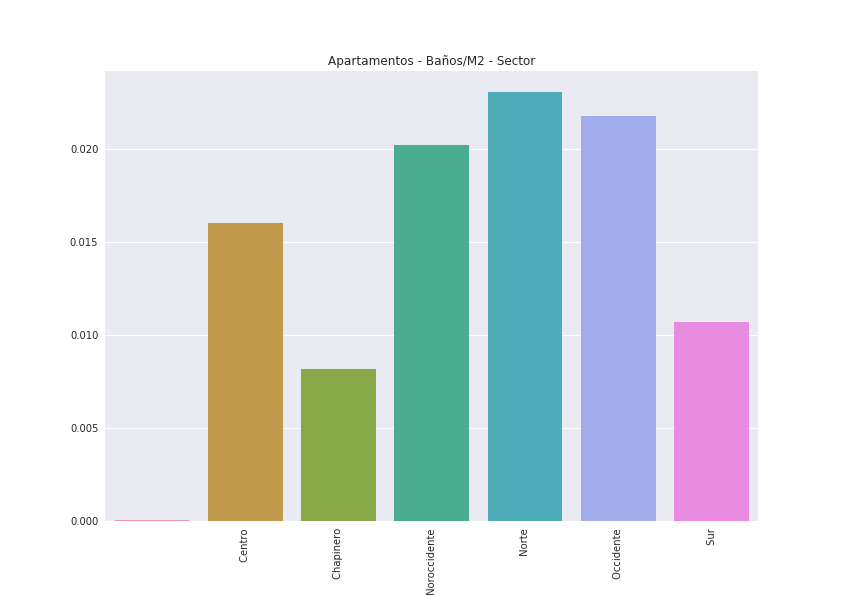 Apartamentos - Baños/M2 - Sector
0.020
0.015
0.010
0.005
0.000
Centro
Chapinero
Noroccidente
Norte
Occidente
Sur